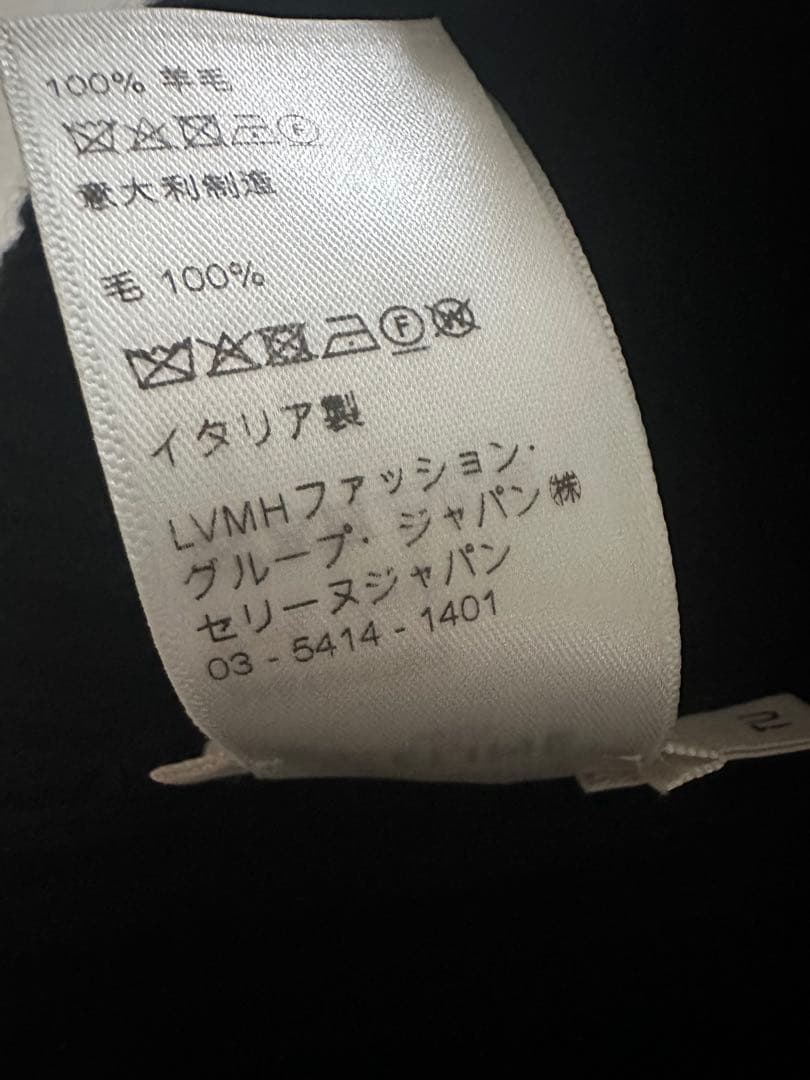 100% 羊毛
意大利制造
毛 100%
F
イタリア製
LVMHファッション・
グループ・ジャパン㈱
セリーヌジャパン
03 - 5414 - 1401